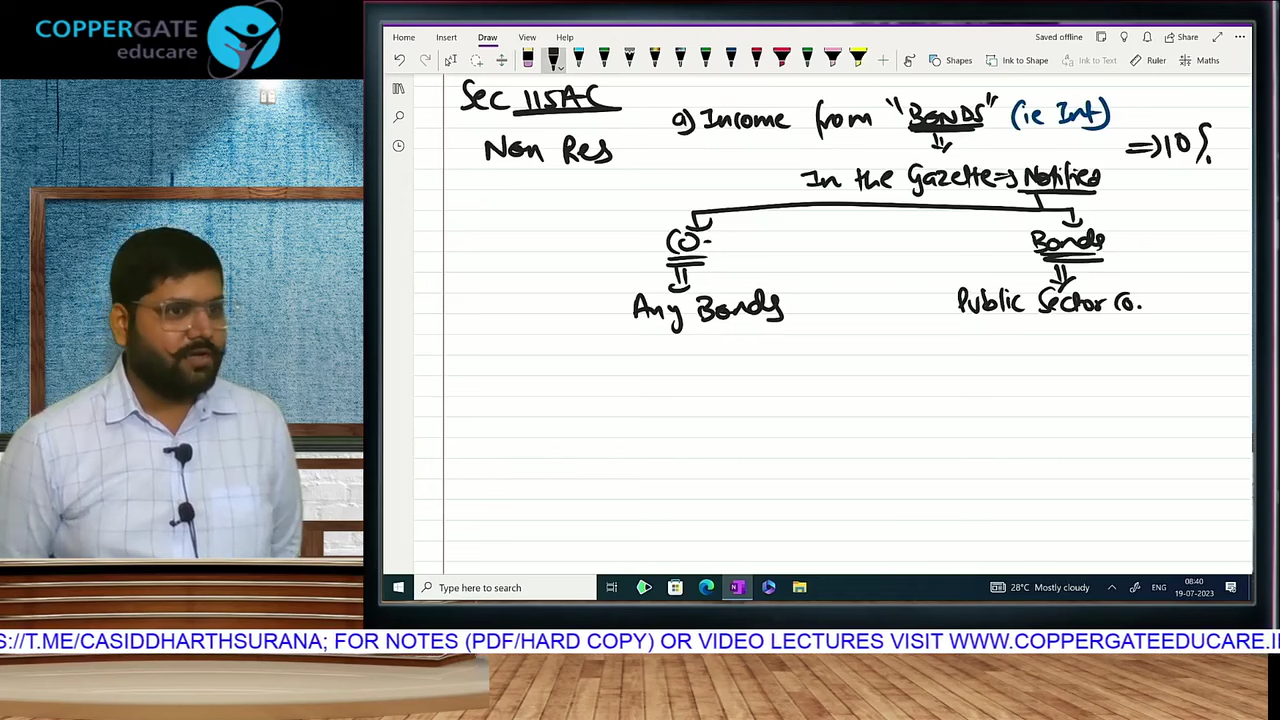 COPPERGATE
educare
Saved offline
Share
Home Insert Draw View Help
Shapes Ink to Shape Ink to Text Ruler Maths
Sec 115AC
Non Res
a) Income from "BONDS" (ie Int)
=> 10%
In the Gazette => Notified
Co.
Bonds
Any Bonds
Public Sector Co.
Type here to search
28°C Mostly cloudy
ENG
08:40
19-07-2023
S://T.ME/CASIDDHARTHSURANA; FOR NOTES (PDF/HARD COPY) OR VIDEO LECTURES VISIT WWW.COPPERGATEEDUCARE.I